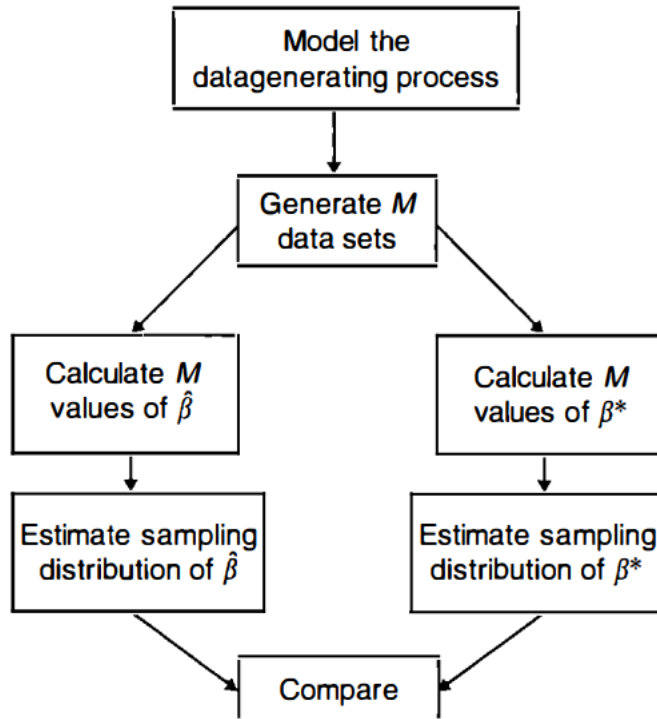 Model the
datagenerating process
Generate M
data sets
Calculate M
values of β̂
Calculate M
values of β*
Estimate sampling
distribution of β̂
Estimate sampling
distribution of β*
Compare